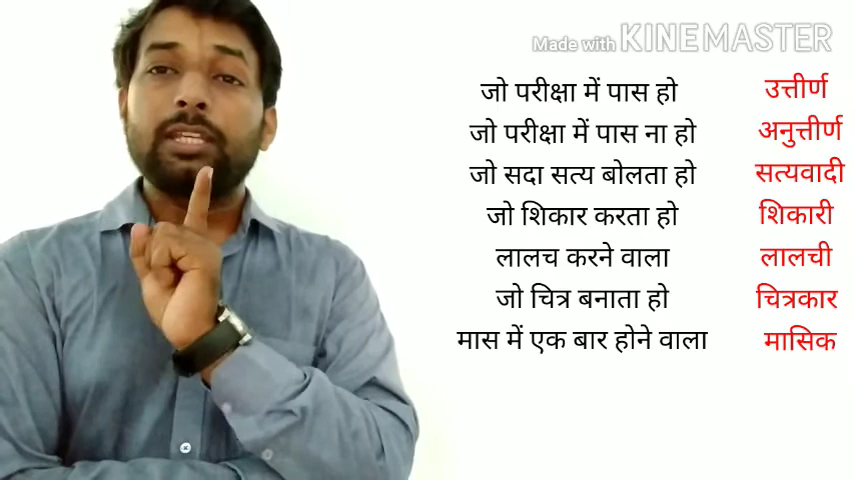 Made with KINEMASTER
जो परीक्षा में पास हो उत्तीर्ण
जो परीक्षा में पास ना हो अनुत्तीर्ण
जो सदा सत्य बोलता हो सत्यवादी
जो शिकार करता हो शिकारी
लालच करने वाला लालची
जो चित्र बनाता हो चित्रकार
मास में एक बार होने वाला मासिक